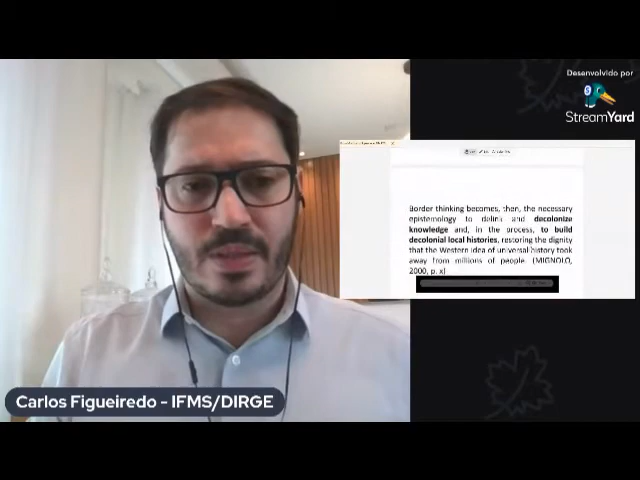 Desenvolvido por
StreamYard
Border thinking becomes, then, the necessary
epistemology to delink and decolonize
knowledge and, in the process, to build
decolonial local histories, restoring the dignity
that the Western idea of universal history took
away from millions of people. (MIGNOLO,
2000, p. x)
Carlos Figueiredo - IFMS/DIRGE